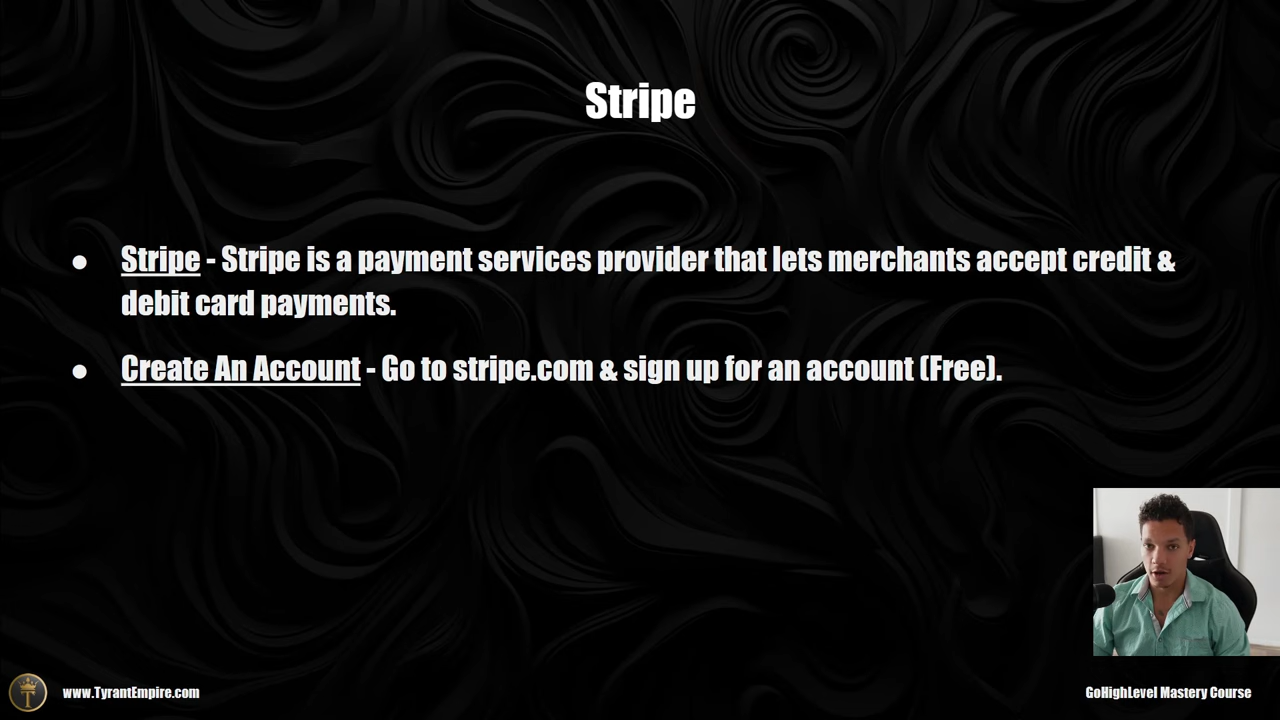 Stripe
● Stripe - Stripe is a payment services provider that lets merchants accept credit &
debit card payments.
● Create An Account - Go to stripe.com & sign up for an account (Free).
www.TyrantEmpire.com
GoHighLevel Mastery Course